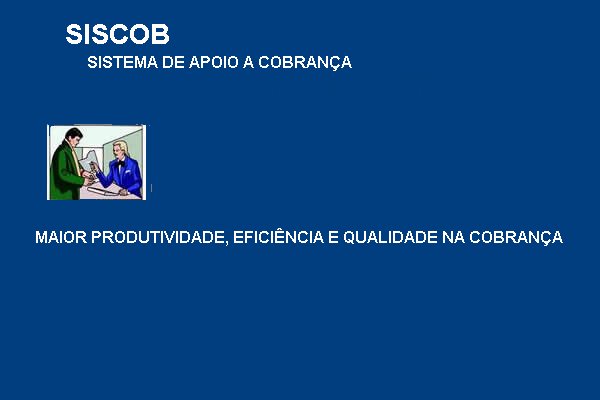 SISCOB
SISTEMA DE APOIO A COBRANÇA
MAIOR PRODUTIVIDADE, EFICIÊNCIA E QUALIDADE NA COBRANÇA